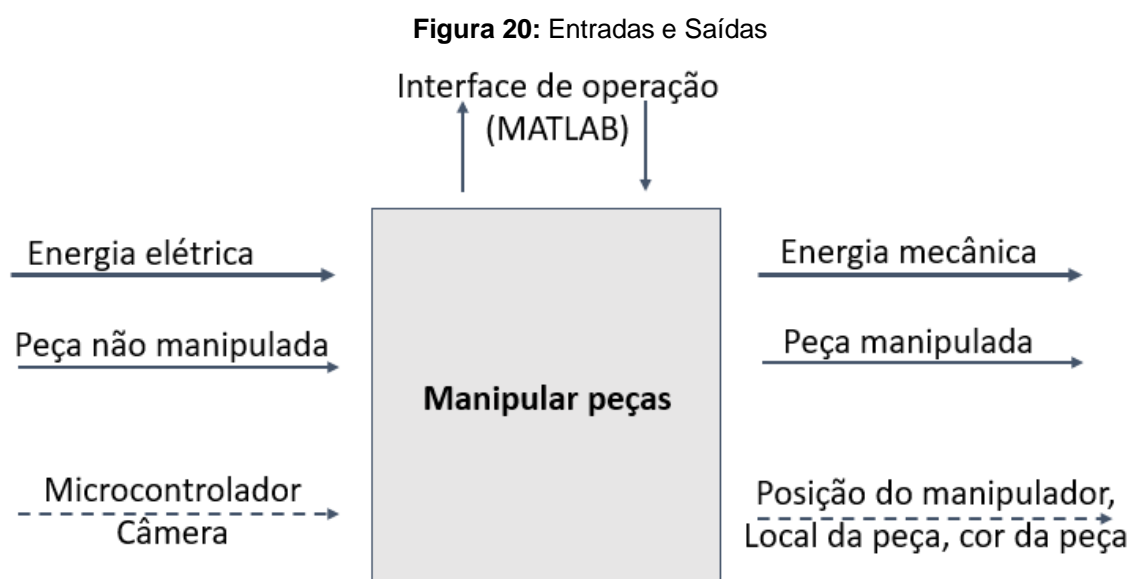 Figura 20: Entradas e Saídas
Interface de operação
(MATLAB)
Energia elétrica
Peça não manipulada
Microcontrolador
Câmera
Manipular peças
Energia mecânica
Peça manipulada
Posição do manipulador,
Local da peça, cor da peça